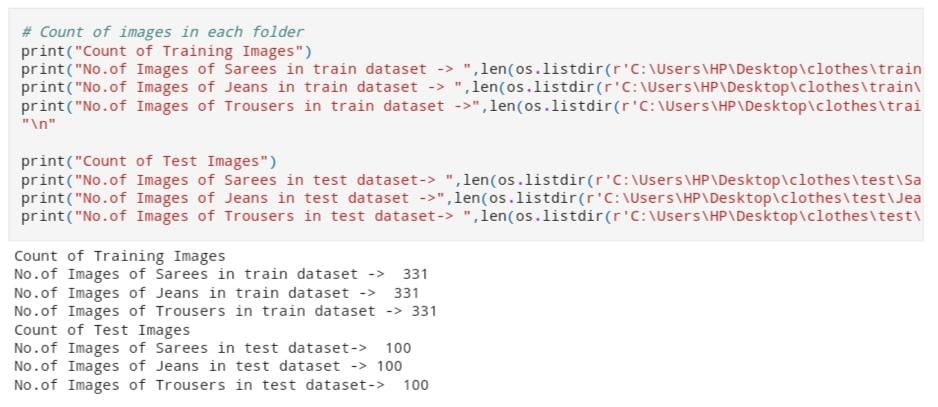 # Count of images in each folder
print("Count of Training Images")
print("No.of Images of Sarees in train dataset -> ",len(os.listdir(r'C:\Users\HP\Desktop\clothes\train
print("No.of Images of Jeans in train dataset -> ",len(os.listdir(r'C:\Users\HP\Desktop\clothes\train\
print("No.of Images of Trousers in train dataset ->",len(os.listdir(r'C:\Users\HP\Desktop\clothes\trai
"\n"
print("Count of Test Images")
print("No.of Images of Sarees in test dataset-> ",len(os.listdir(r'C:\Users\HP\Desktop\clothes\test\Sa
print("No.of Images of Jeans in test dataset ->",len(os.listdir(r'C:\Users\HP\Desktop\clothes\test\Jea
print("No.of Images of Trousers in test dataset-> ",len(os.listdir(r'C:\Users\HP\Desktop\clothes\test\
Count of Training Images
No.of Images of Sarees in train dataset ->  331
No.of Images of Jeans in train dataset ->  331
No.of Images of Trousers in train dataset -> 331
Count of Test Images
No.of Images of Sarees in test dataset->  100
No.of Images of Jeans in test dataset -> 100
No.of Images of Trousers in test dataset->  100